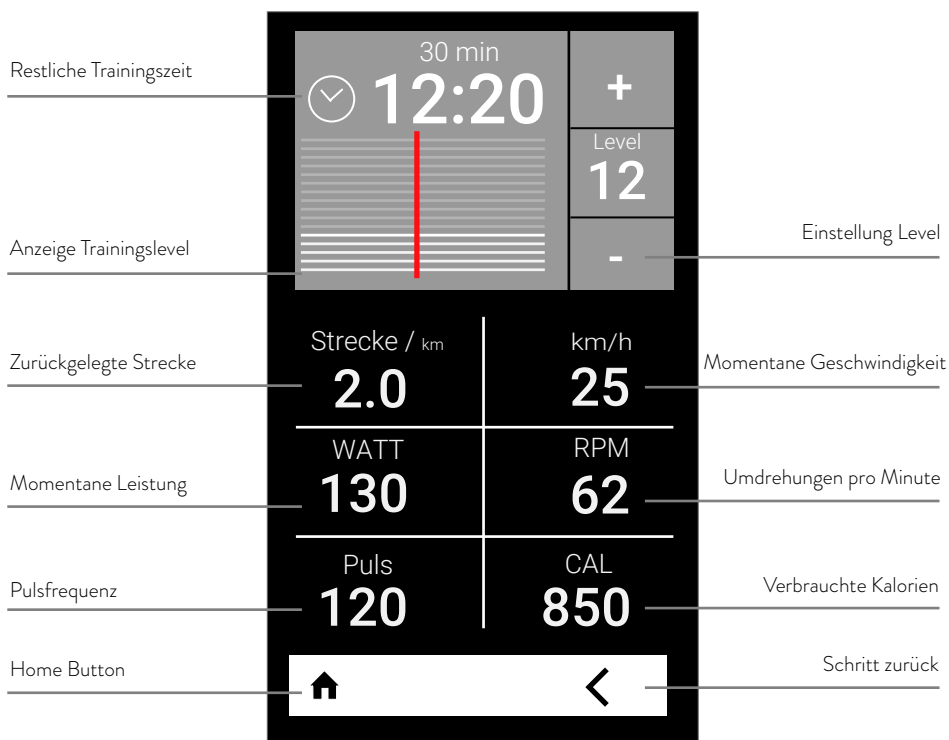 Restliche Trainingszeit
Anzeige Trainingslevel
Zurückgelegte Strecke
Momentane Leistung
Pulsfrequenz
Home Button
30 min
12:20
+
Level
12
-
Strecke / km
2.0
km/h
25
WATT
130
RPM
62
Puls
120
CAL
850
Einstellung Level
Momentane Geschwindigkeit
Umdrehungen pro Minute
Verbrauchte Kalorien
Schritt zurück